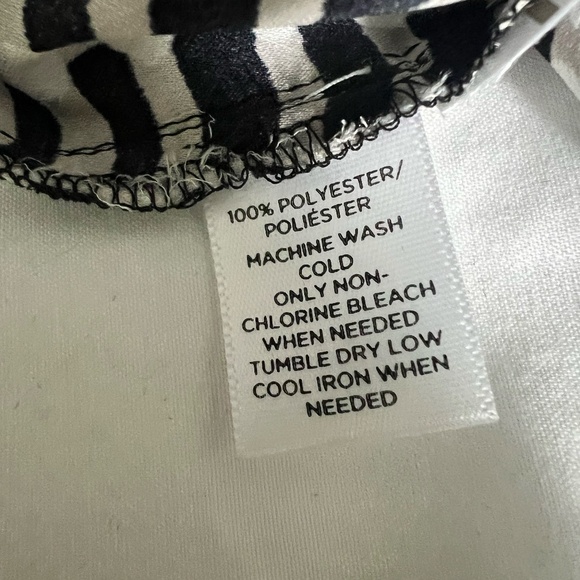 100% POLYESTER/
POLIÉSTER
MACHINE WASH
COLD
ONLY NON-
CHLORINE BLEACH
WHEN NEEDED
TUMBLE DRY LOW
COOL IRON WHEN
NEEDED